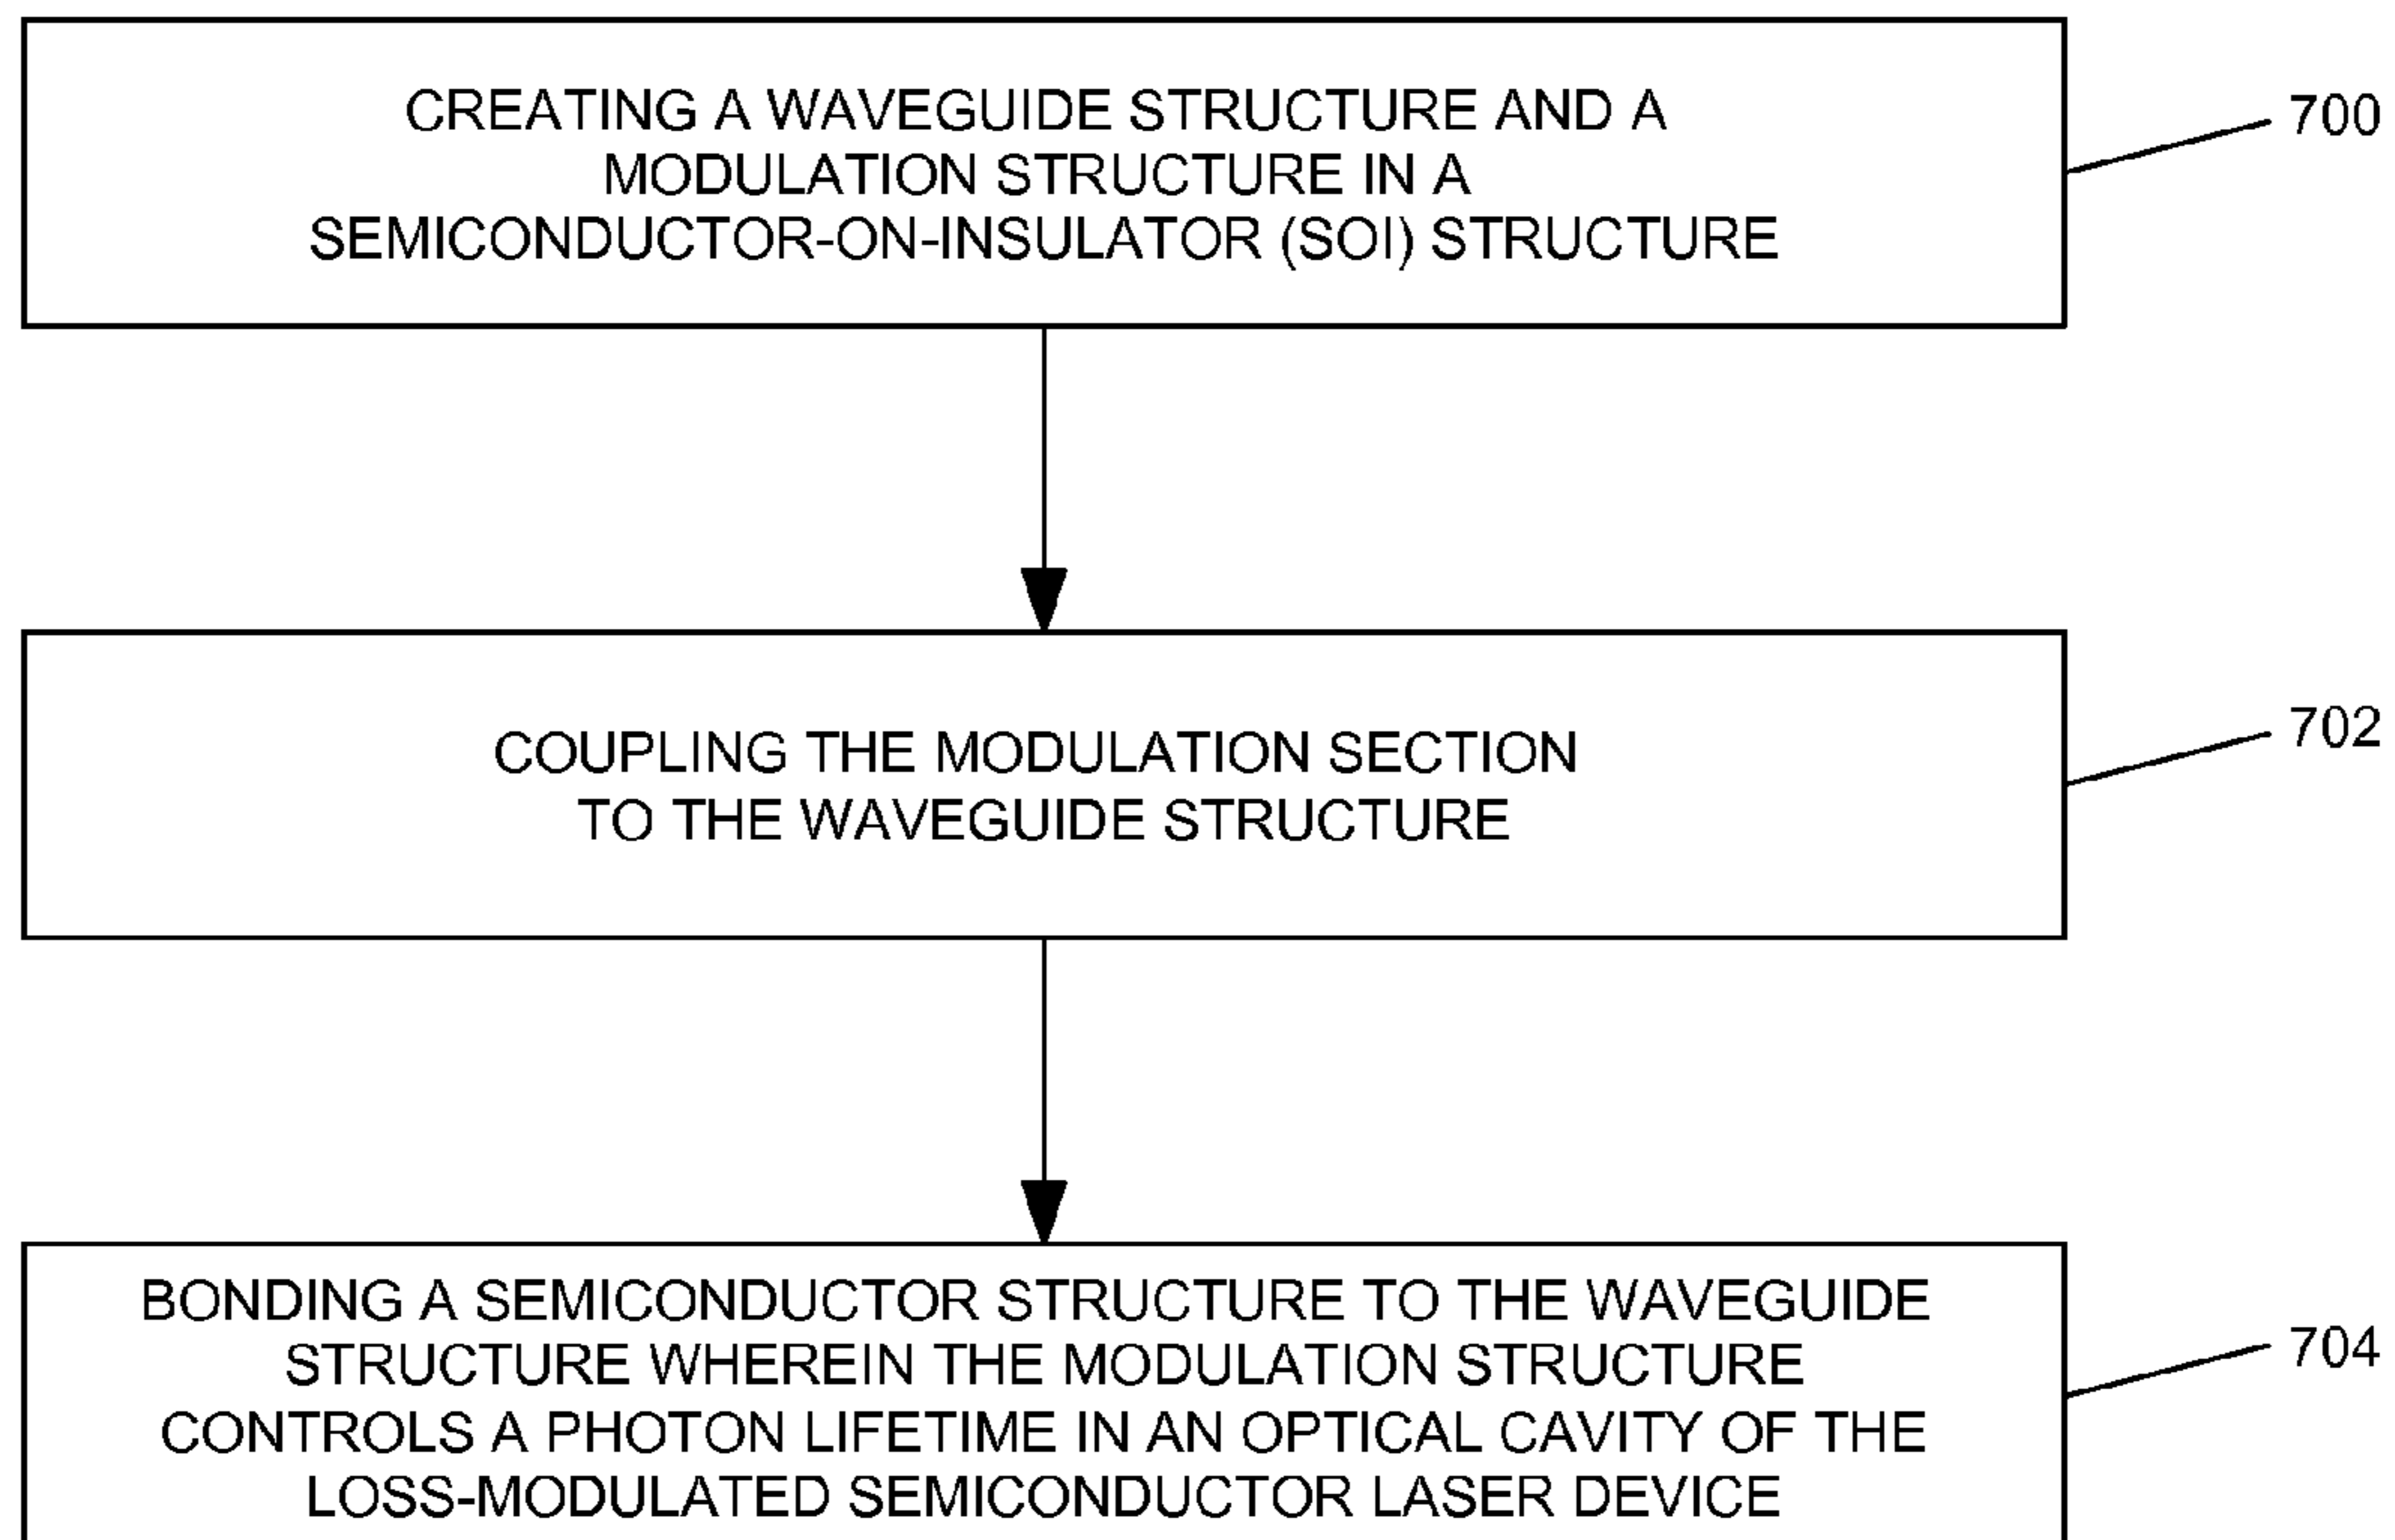 CREATING A WAVEGUIDE STRUCTURE AND A
MODULATION STRUCTURE IN A
SEMICONDUCTOR-ON-INSULATOR (SOI) STRUCTURE
700
COUPLING THE MODULATION SECTION
TO THE WAVEGUIDE STRUCTURE
702
BONDING A SEMICONDUCTOR STRUCTURE TO THE WAVEGUIDE
STRUCTURE WHEREIN THE MODULATION STRUCTURE
CONTROLS A PHOTON LIFETIME IN AN OPTICAL CAVITY OF THE
LOSS-MODULATED SEMICONDUCTOR LASER DEVICE
704